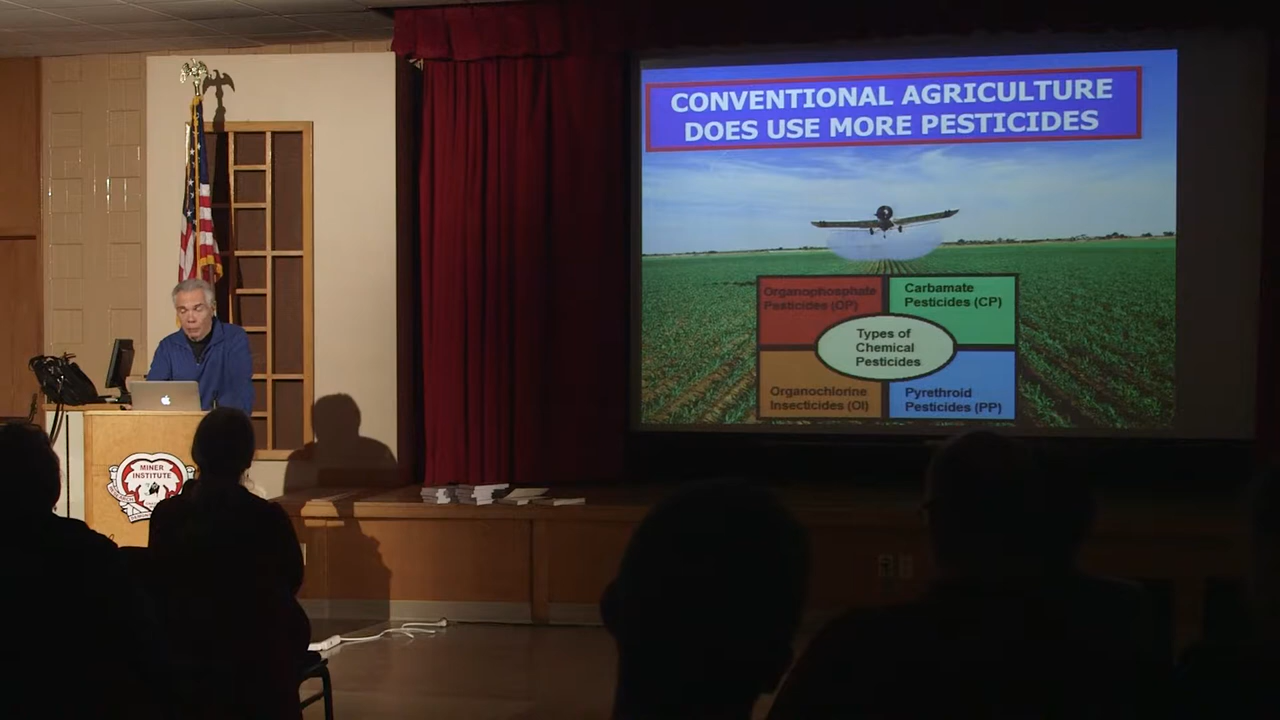 CONVENTIONAL AGRICULTURE
DOES USE MORE PESTICIDES
Organophosphate
Pesticides (OP)
Carbamate
Pesticides (CP)
Types of
Chemical
Pesticides
Organochlorine
Insecticides (OI)
Pyrethroid
Pesticides (PP)
MINER
INSTITUTE